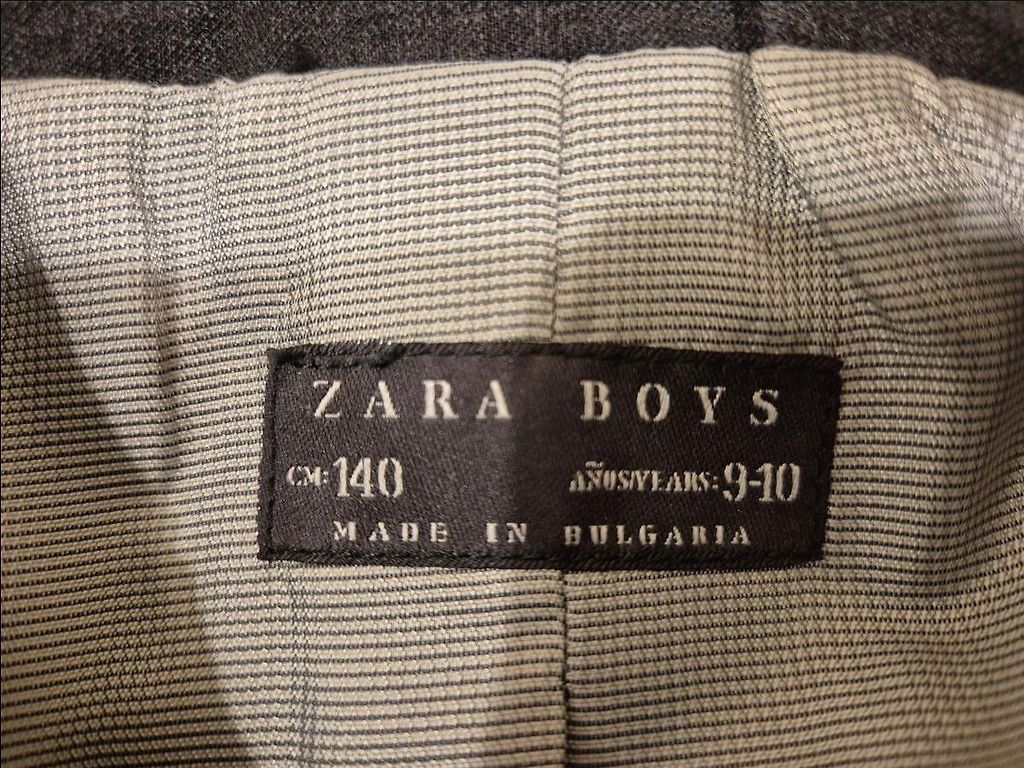 ZARA BOYS
CM: 140 AÑOS/YEARS: 9-10
MADE IN BULGARIA